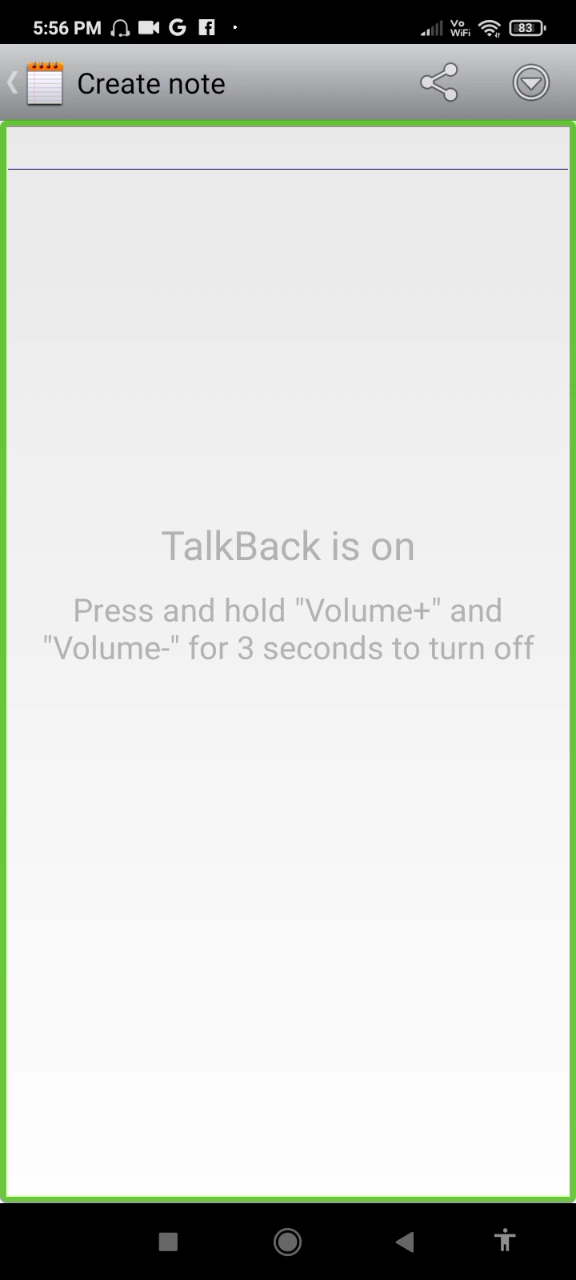 5:56 PM
Vo
WiFi
83
Create note
TalkBack is on
Press and hold "Volume+" and
"Volume-" for 3 seconds to turn off